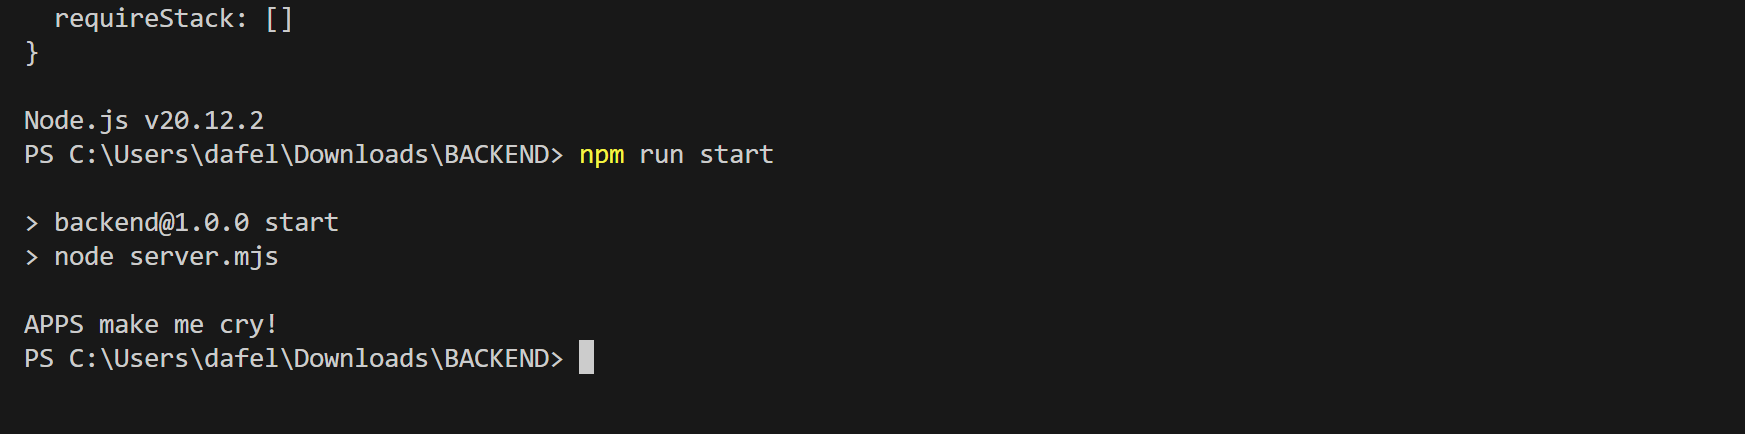 requireStack: []
}
Node.js v20.12.2
PS C:\Users\dafel\Downloads\BACKEND> npm run start
> backend@1.0.0 start
> node server.mjs
APPS make me cry!
PS C:\Users\dafel\Downloads\BACKEND>